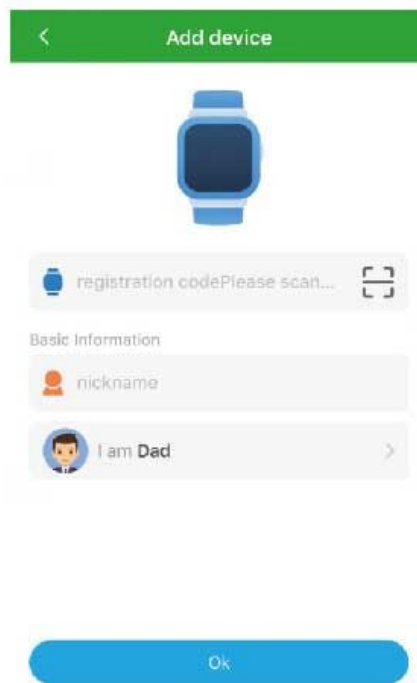 Add device
registration codePlease scan...
Basic Information
nickname
I am Dad
Ok